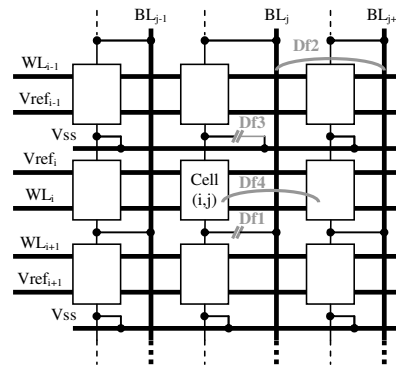 BLj-1 BLj BLj+
Df2
WLi-1
Vrefi-1
Df3
Vss
Vrefi
Cell
(i,j)
Df4
WLi
Df1
WLi+1
Vrefi+1
Vss